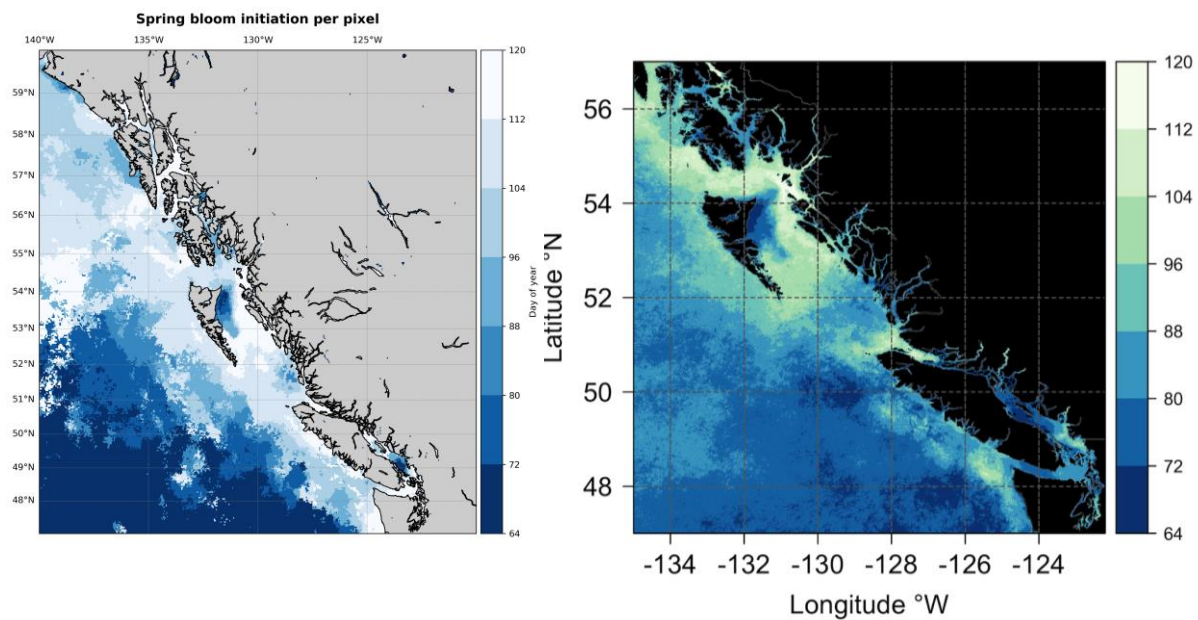 Spring bloom initiation per pixel
140°W 135°W 130°W 125°W
59°N
58°N
57°N
56°N
55°N
54°N
53°N
52°N
51°N
50°N
49°N
48°N
120
112
104
96
88
80
72
64
Day of year
Latitude °N
56
54
52
50
48
-134 -132 -130 -128 -126 -124
Longitude °W
120
112
104
96
88
80
72
64